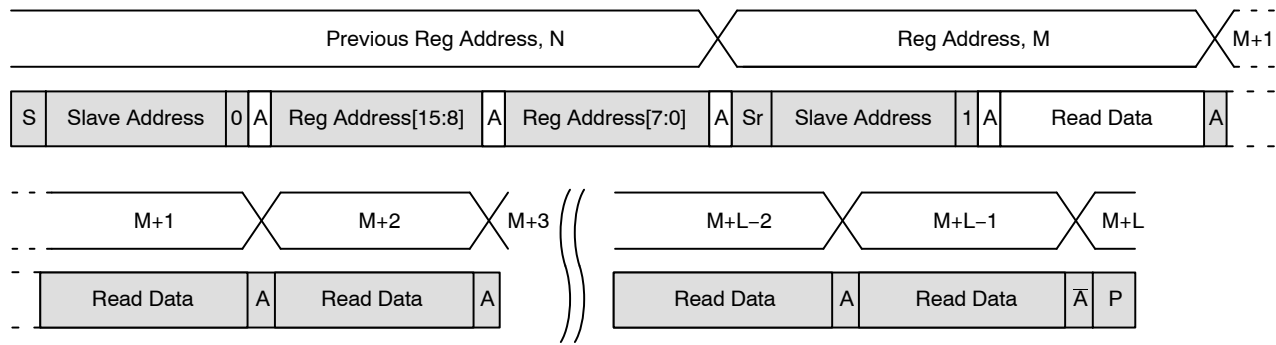 Previous Reg Address, N Reg Address, M M+1
S Slave Address 0 A Reg Address[15:8] A Reg Address[7:0] A Sr Slave Address 1 A Read Data A
M+1 M+2 M+3 M+L−2 M+L−1 M+L
Read Data A Read Data A Read Data A Read Data A̅ P